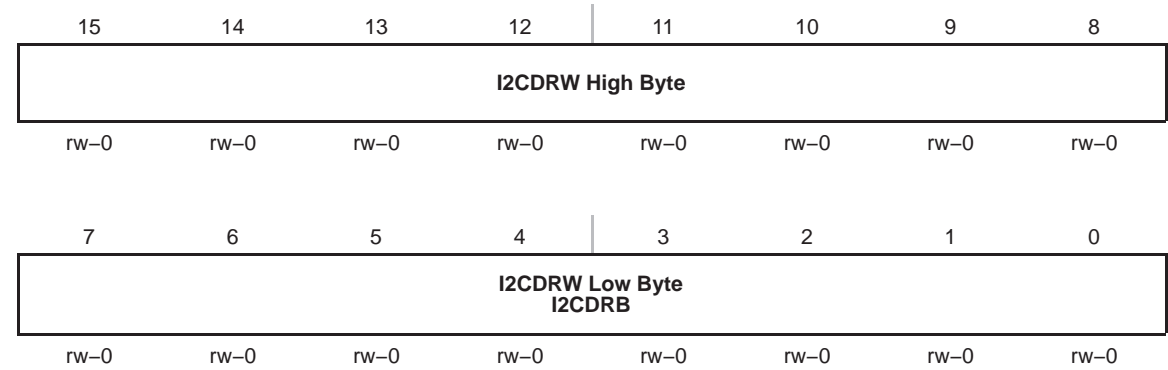 15 14 13 12 11 10 9 8
I2CDRW High Byte
rw–0 rw–0 rw–0 rw–0 rw–0 rw–0 rw–0 rw–0
7 6 5 4 3 2 1 0
I2CDRW Low Byte
I2CDRB
rw–0 rw–0 rw–0 rw–0 rw–0 rw–0 rw–0 rw–0